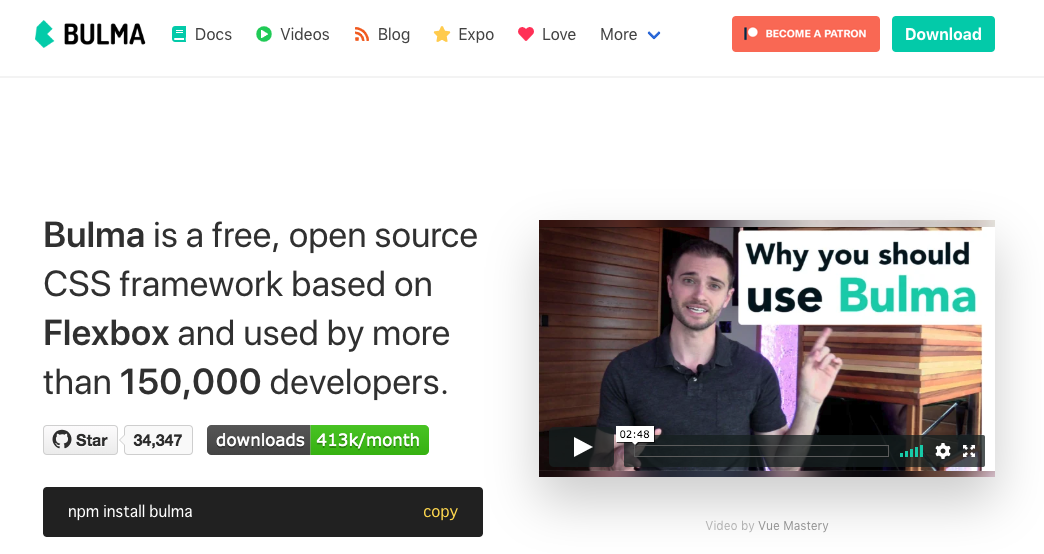 BULMA Docs Videos Blog Expo Love More BECOME A PATRON Download
Bulma is a free, open source
CSS framework based on
Flexbox and used by more
than 150,000 developers.
Star 34,347 downloads 413k/month
npm install bulma copy
Why you should
use Bulma
02:48
Video by Vue Mastery